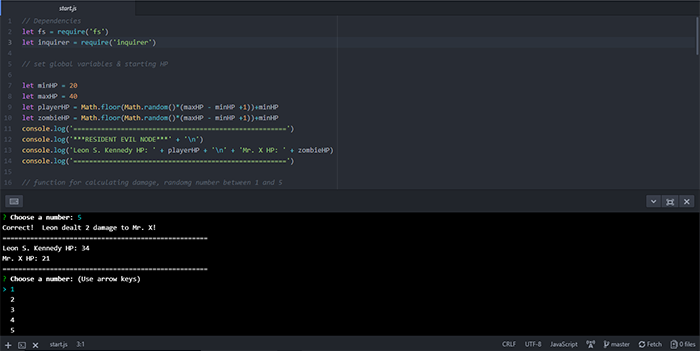 start.js
1 // Dependencies
2 let fs = require('fs')
3 let inquirer = require('inquirer')
4
5 // set global variables & starting HP
6
7 let minHP = 20
8 let maxHP = 40
9 let playerHP = Math.floor(Math.random()*(maxHP - minHP +1))+minHP
10 let zombieHP = Math.floor(Math.random()*(maxHP - minHP +1))+minHP
11 console.log('====================================================')
12 console.log('***RESIDENT EVIL NODE***' + '\n')
13 console.log('Leon S. Kennedy HP: ' + playerHP + '\n' + 'Mr. X HP: ' + zombieHP)
14 console.log('====================================================')
15
16 // function for calculating damage, randomg number between 1 and 5
? Choose a number: 5
Correct!  Leon dealt 2 damage to Mr. X!
====================================================
Leon S. Kennedy HP: 34
Mr. X HP: 21
====================================================
? Choose a number: (Use arrow keys)
> 1
2
3
4
5
start.js 3:1 CRLF UTF-8 JavaScript master Fetch 0 files